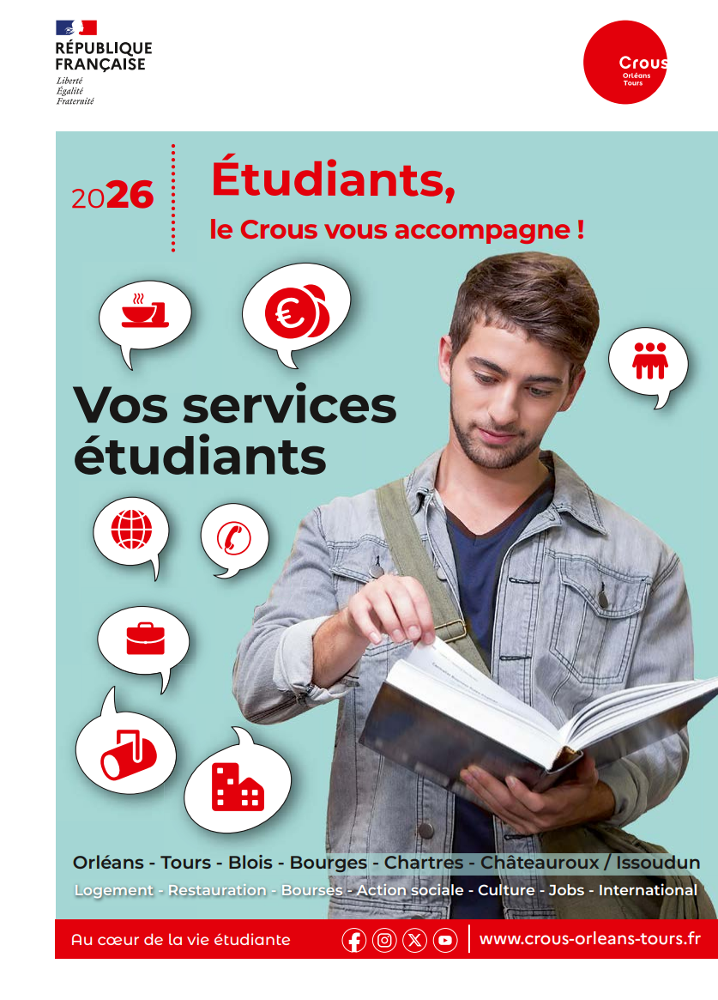 RÉPUBLIQUE
FRANÇAISE
Liberté
Égalité
Fraternité
Crous
Orléans
Tours
2026
Étudiants,
le Crous vous accompagne !
€
Vos services
étudiants
Orléans - Tours - Blois - Bourges - Chartres - Châteauroux / Issoudun
Logement - Restauration - Bourses - Action sociale - Culture - Jobs - International
Au cœur de la vie étudiante
www.crous-orleans-tours.fr